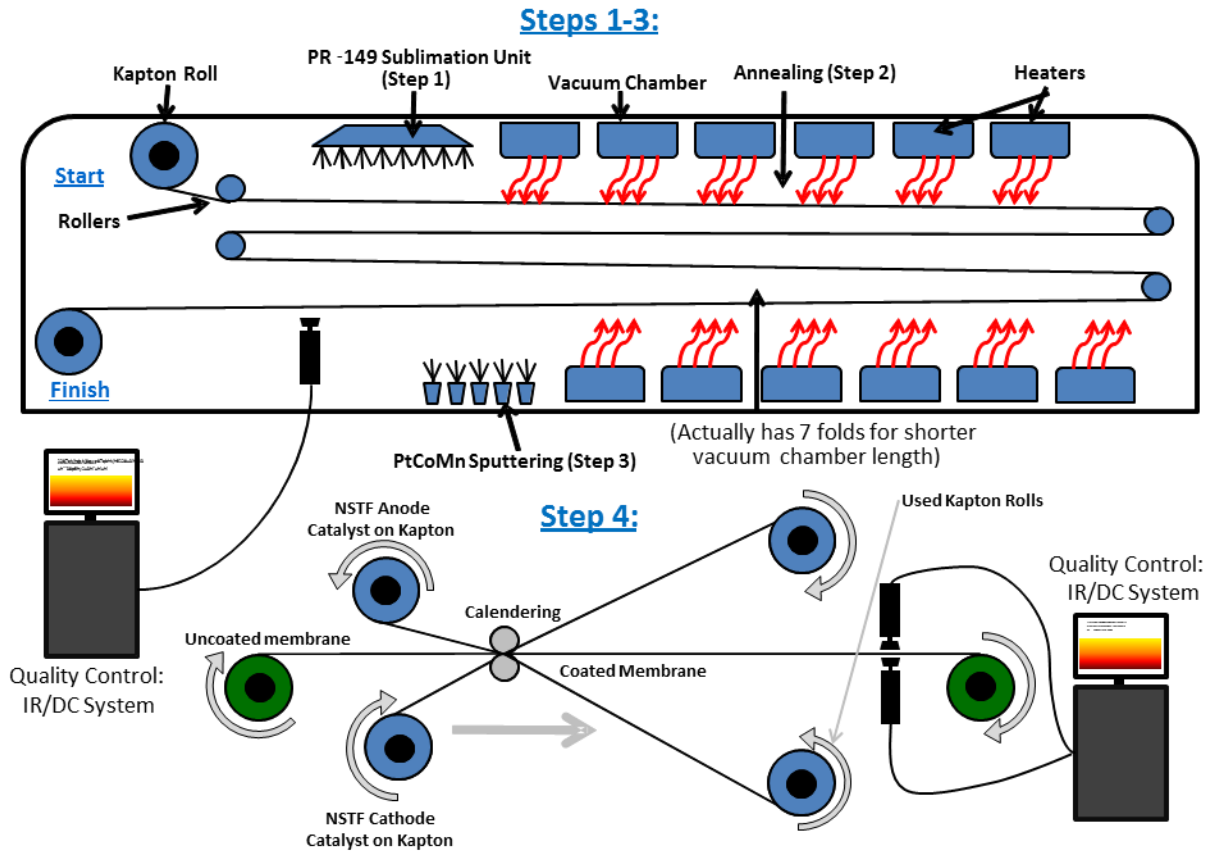 Steps 1-3:
Kapton Roll
PR -149 Sublimation Unit
(Step 1)
Vacuum Chamber
Annealing (Step 2)
Heaters
Start
Rollers
Finish
PtCoMn Sputtering (Step 3)
(Actually has 7 folds for shorter
vacuum chamber length)
Quality Control:
IR/DC System
Step 4:
NSTF Anode
Catalyst on Kapton
Used Kapton Rolls
Calendering
Uncoated membrane
Coated Membrane
Quality Control:
IR/DC System
NSTF Cathode
Catalyst on Kapton